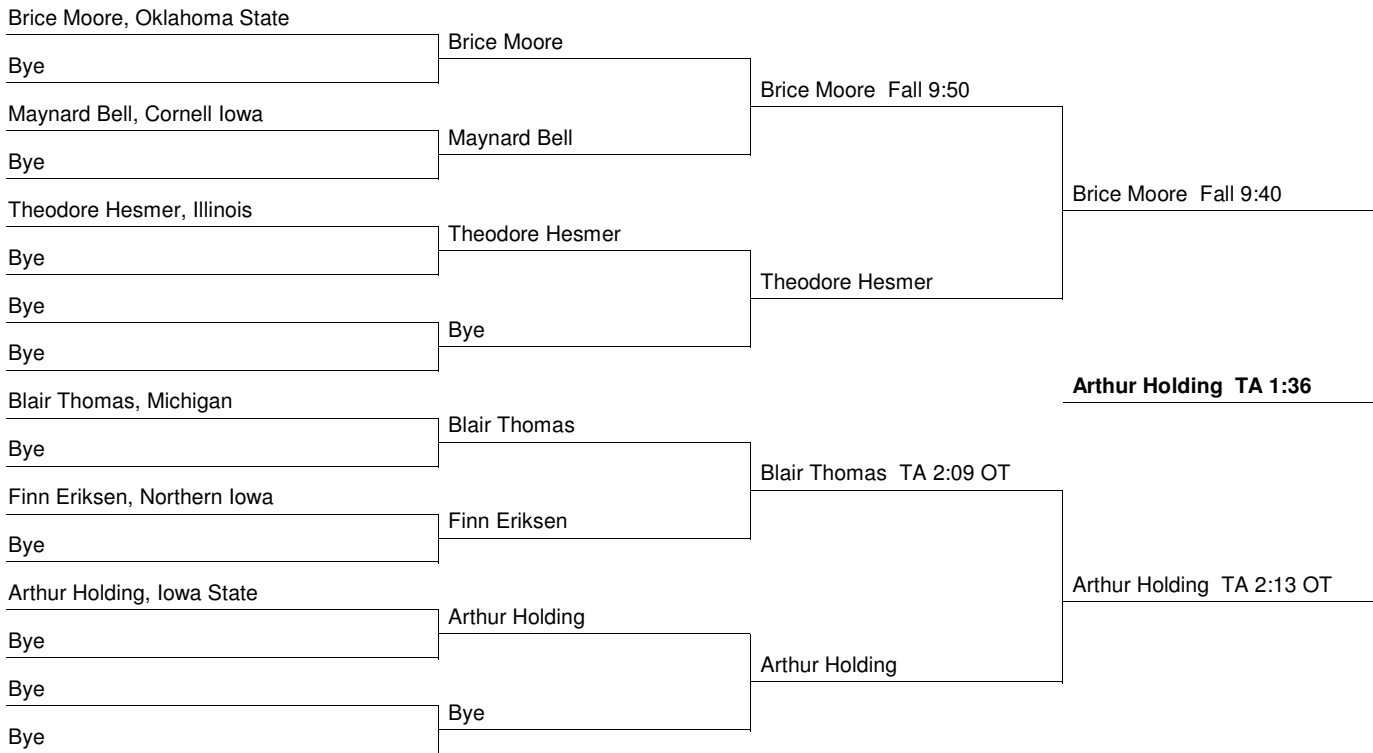 Brice Moore, Oklahoma State
Bye
Maynard Bell, Cornell Iowa
Bye
Theodore Hesmer, Illinois
Bye
Bye
Bye
Blair Thomas, Michigan
Bye
Finn Eriksen, Northern Iowa
Bye
Arthur Holding, Iowa State
Bye
Bye
Bye
Brice Moore
Maynard Bell
Theodore Hesmer
Bye
Blair Thomas
Finn Eriksen
Arthur Holding
Bye
Brice Moore Fall 9:50
Theodore Hesmer
Blair Thomas TA 2:09 OT
Arthur Holding
Brice Moore Fall 9:40
Arthur Holding TA 1:36
Arthur Holding TA 2:13 OT